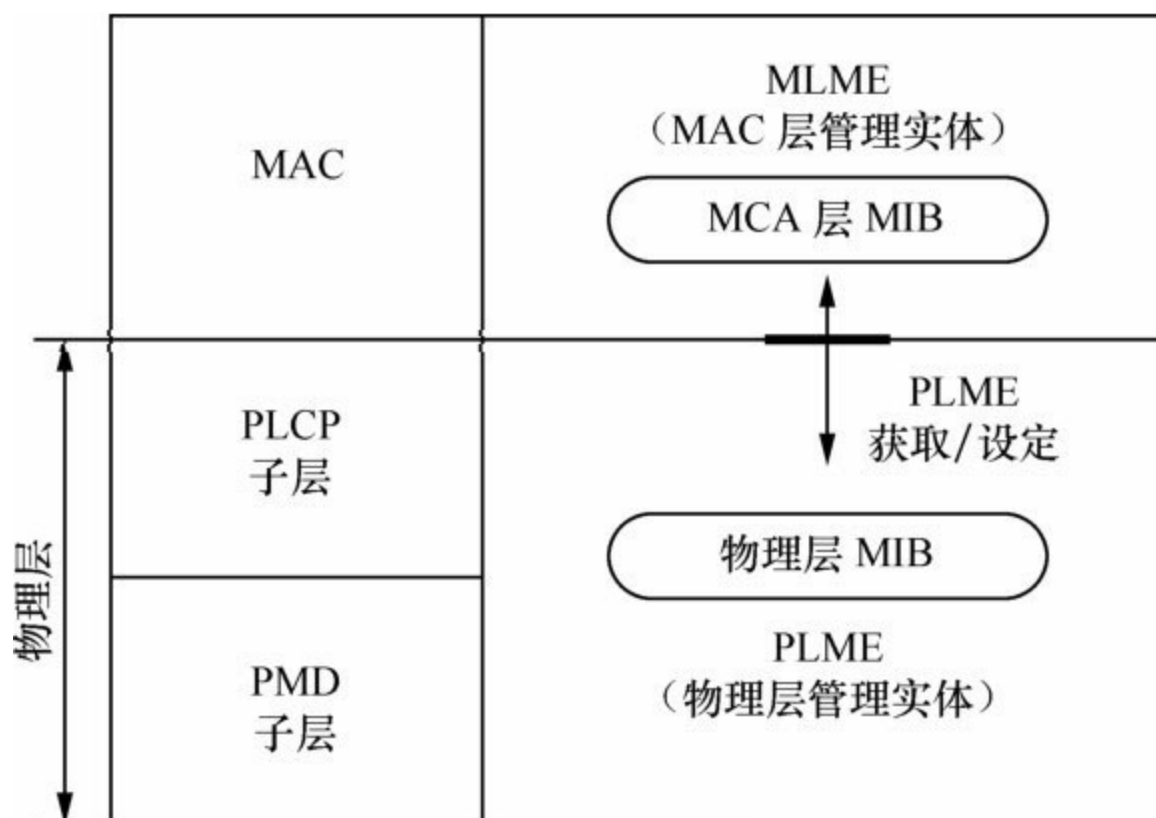 MAC
MLME
（MAC 层管理实体）
MCA 层 MIB
PLCP
子层
PLME
获取/设定
物理层
物理层 MIB
PMD
子层
PLME
（物理层管理实体）